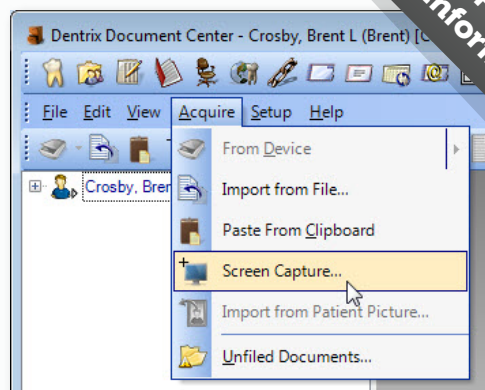 Dentrix Document Center - Crosby, Brent L (Brent)
File Edit View Acquire Setup Help
From Device
Crosby, Bren
Import from File...
Paste From Clipboard
Screen Capture...
Import from Patient Picture...
Unfiled Documents...